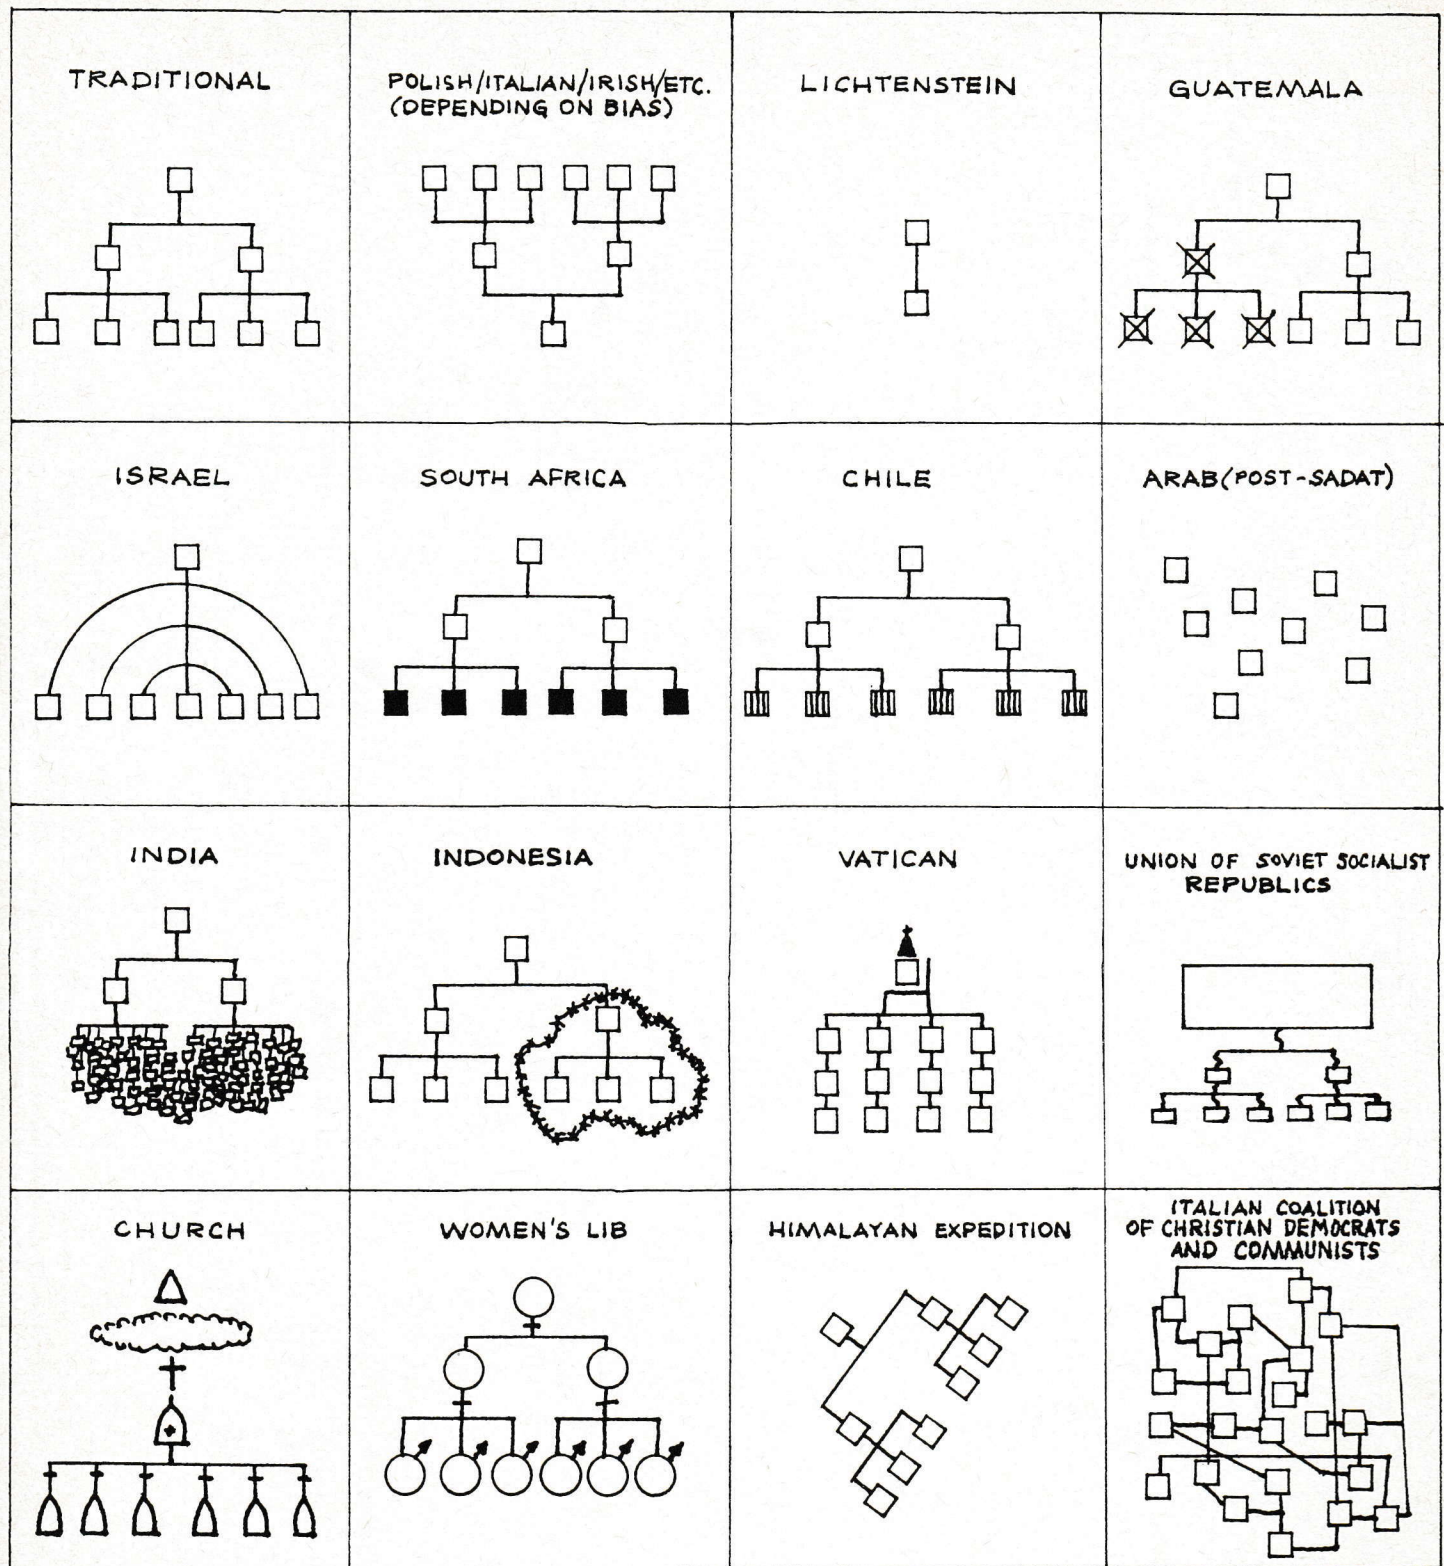 TRADITIONAL
POLISH/ITALIAN/IRISH/ETC.
(DEPENDING ON BIAS)
LICHTENSTEIN
GUATEMALA
ISRAEL
SOUTH AFRICA
CHILE
ARAB (POST-SADAT)
INDIA
INDONESIA
VATICAN
UNION OF SOVIET SOCIALIST
REPUBLICS
CHURCH
WOMEN'S LIB
HIMALAYAN EXPEDITION
ITALIAN COALITION
OF CHRISTIAN DEMOCRATS
AND COMMUNISTS